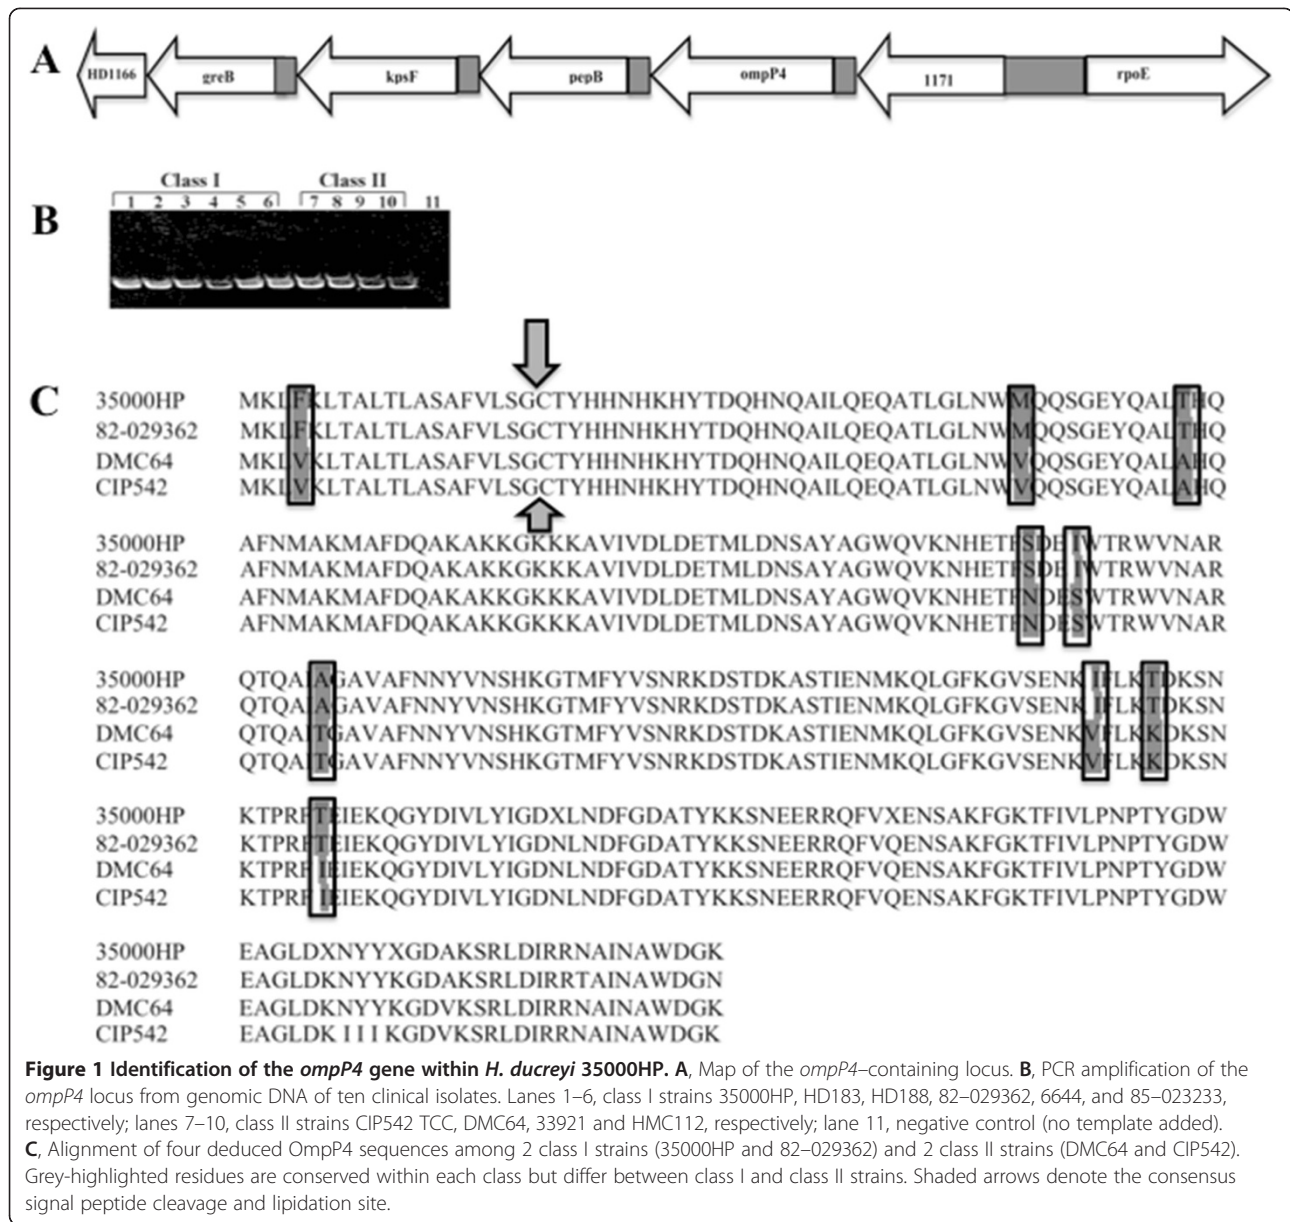 A
HD1166 greB kpsF pepB ompP4 1171 rpoE
Class I Class II
1 2 3 4 5 6 7 8 9 10 11
B
C
35000HP MKLFKLTALTLASAFVLSGCTYHHNHKHYTDQHNQAILQEQATLGLNWMQQSGEYQALTHQ
82-029362 MKLFKLTALTLASAFVLSGCTYHHNHKHYTDQHNQAILQEQATLGLNWMQQSGEYQALTHQ
DMC64 MKLVKLTALTLASAFVLSGCTYHHNHKHYTDQHNQAILQEQATLGLNWVQQSGEYQALAHQ
CIP542 MKLVKLTALTLASAFVLSGCTYHHNHKHYTDQHNQAILQEQATLGLNWVQQSGEYQALAHQ
35000HP AFNMAKMAFDQAKAKKGKKKAVIVDLDETMLDNSAYAGWQVKNHETFSDEIWTRWVNAR
82-029362 AFNMAKMAFDQAKAKKGKKKAVIVDLDETMLDNSAYAGWQVKNHETFSDEIWTRWVNAR
DMC64 AFNMAKMAFDQAKAKKGKKKAVIVDLDETMLDNSAYAGWQVKNHETFNDESWTRWVNAR
CIP542 AFNMAKMAFDQAKAKKGKKKAVIVDLDETMLDNSAYAGWQVKNHETFNDESWTRWVNAR
35000HP QTQAIAGAVAFNNYVNSHKGTMFYVSNRKDSTDKASTIENMKQLGFKGVSENKIFLKTDKSN
82-029362 QTQAIAGAVAFNNYVNSHKGTMFYVSNRKDSTDKASTIENMKQLGFKGVSENKIFLKTDKSN
DMC64 QTQAITGAVAFNNYVNSHKGTMFYVSNRKDSTDKASTIENMKQLGFKGVSENKVFLKKDKSN
CIP542 QTQAITGAVAFNNYVNSHKGTMFYVSNRKDSTDKASTIENMKQLGFKGVSENKVFLKKDKSN
35000HP KTPRFTEIEKQGYDIVLYIGDXLNDFGDATYKKSNEERRQFVXENSAKFGKTFIVLPNPTYGDW
82-029362 KTPRFTEIEKQGYDIVLYIGDNLNDFGDATYKKSNEERRQFVQENSAKFGKTFIVLPNPTYGDW
DMC64 KTPRFIEIEKQGYDIVLYIGDNLNDFGDATYKKSNEERRQFVQENSAKFGKTFIVLPNPTYGDW
CIP542 KTPRFIEIEKQGYDIVLYIGDNLNDFGDATYKKSNEERRQFVQENSAKFGKTFIVLPNPTYGDW
35000HP EAGLDXNYYXGDAKSRLDIRRNAINAWDGK
82-029362 EAGLDKNYYKGDAKSRLDIRRTAINAWDGN
DMC64 EAGLDKNYYKGDVKSRLDIRRNAINAWDGK
CIP542 EAGLDK I I I KGDVKSRLDIRRNAINAWDGK
Figure 1 Identification of the ompP4 gene within H. ducreyi 35000HP. A, Map of the ompP4–containing locus. B, PCR amplification of the
ompP4 locus from genomic DNA of ten clinical isolates. Lanes 1–6, class I strains 35000HP, HD183, HD188, 82–029362, 6644, and 85–023233,
respectively; lanes 7–10, class II strains CIP542 TCC, DMC64, 33921 and HMC112, respectively; lane 11, negative control (no template added).
C, Alignment of four deduced OmpP4 sequences among 2 class I strains (35000HP and 82–029362) and 2 class II strains (DMC64 and CIP542).
Grey-highlighted residues are conserved within each class but differ between class I and class II strains. Shaded arrows denote the consensus
signal peptide cleavage and lipidation site.